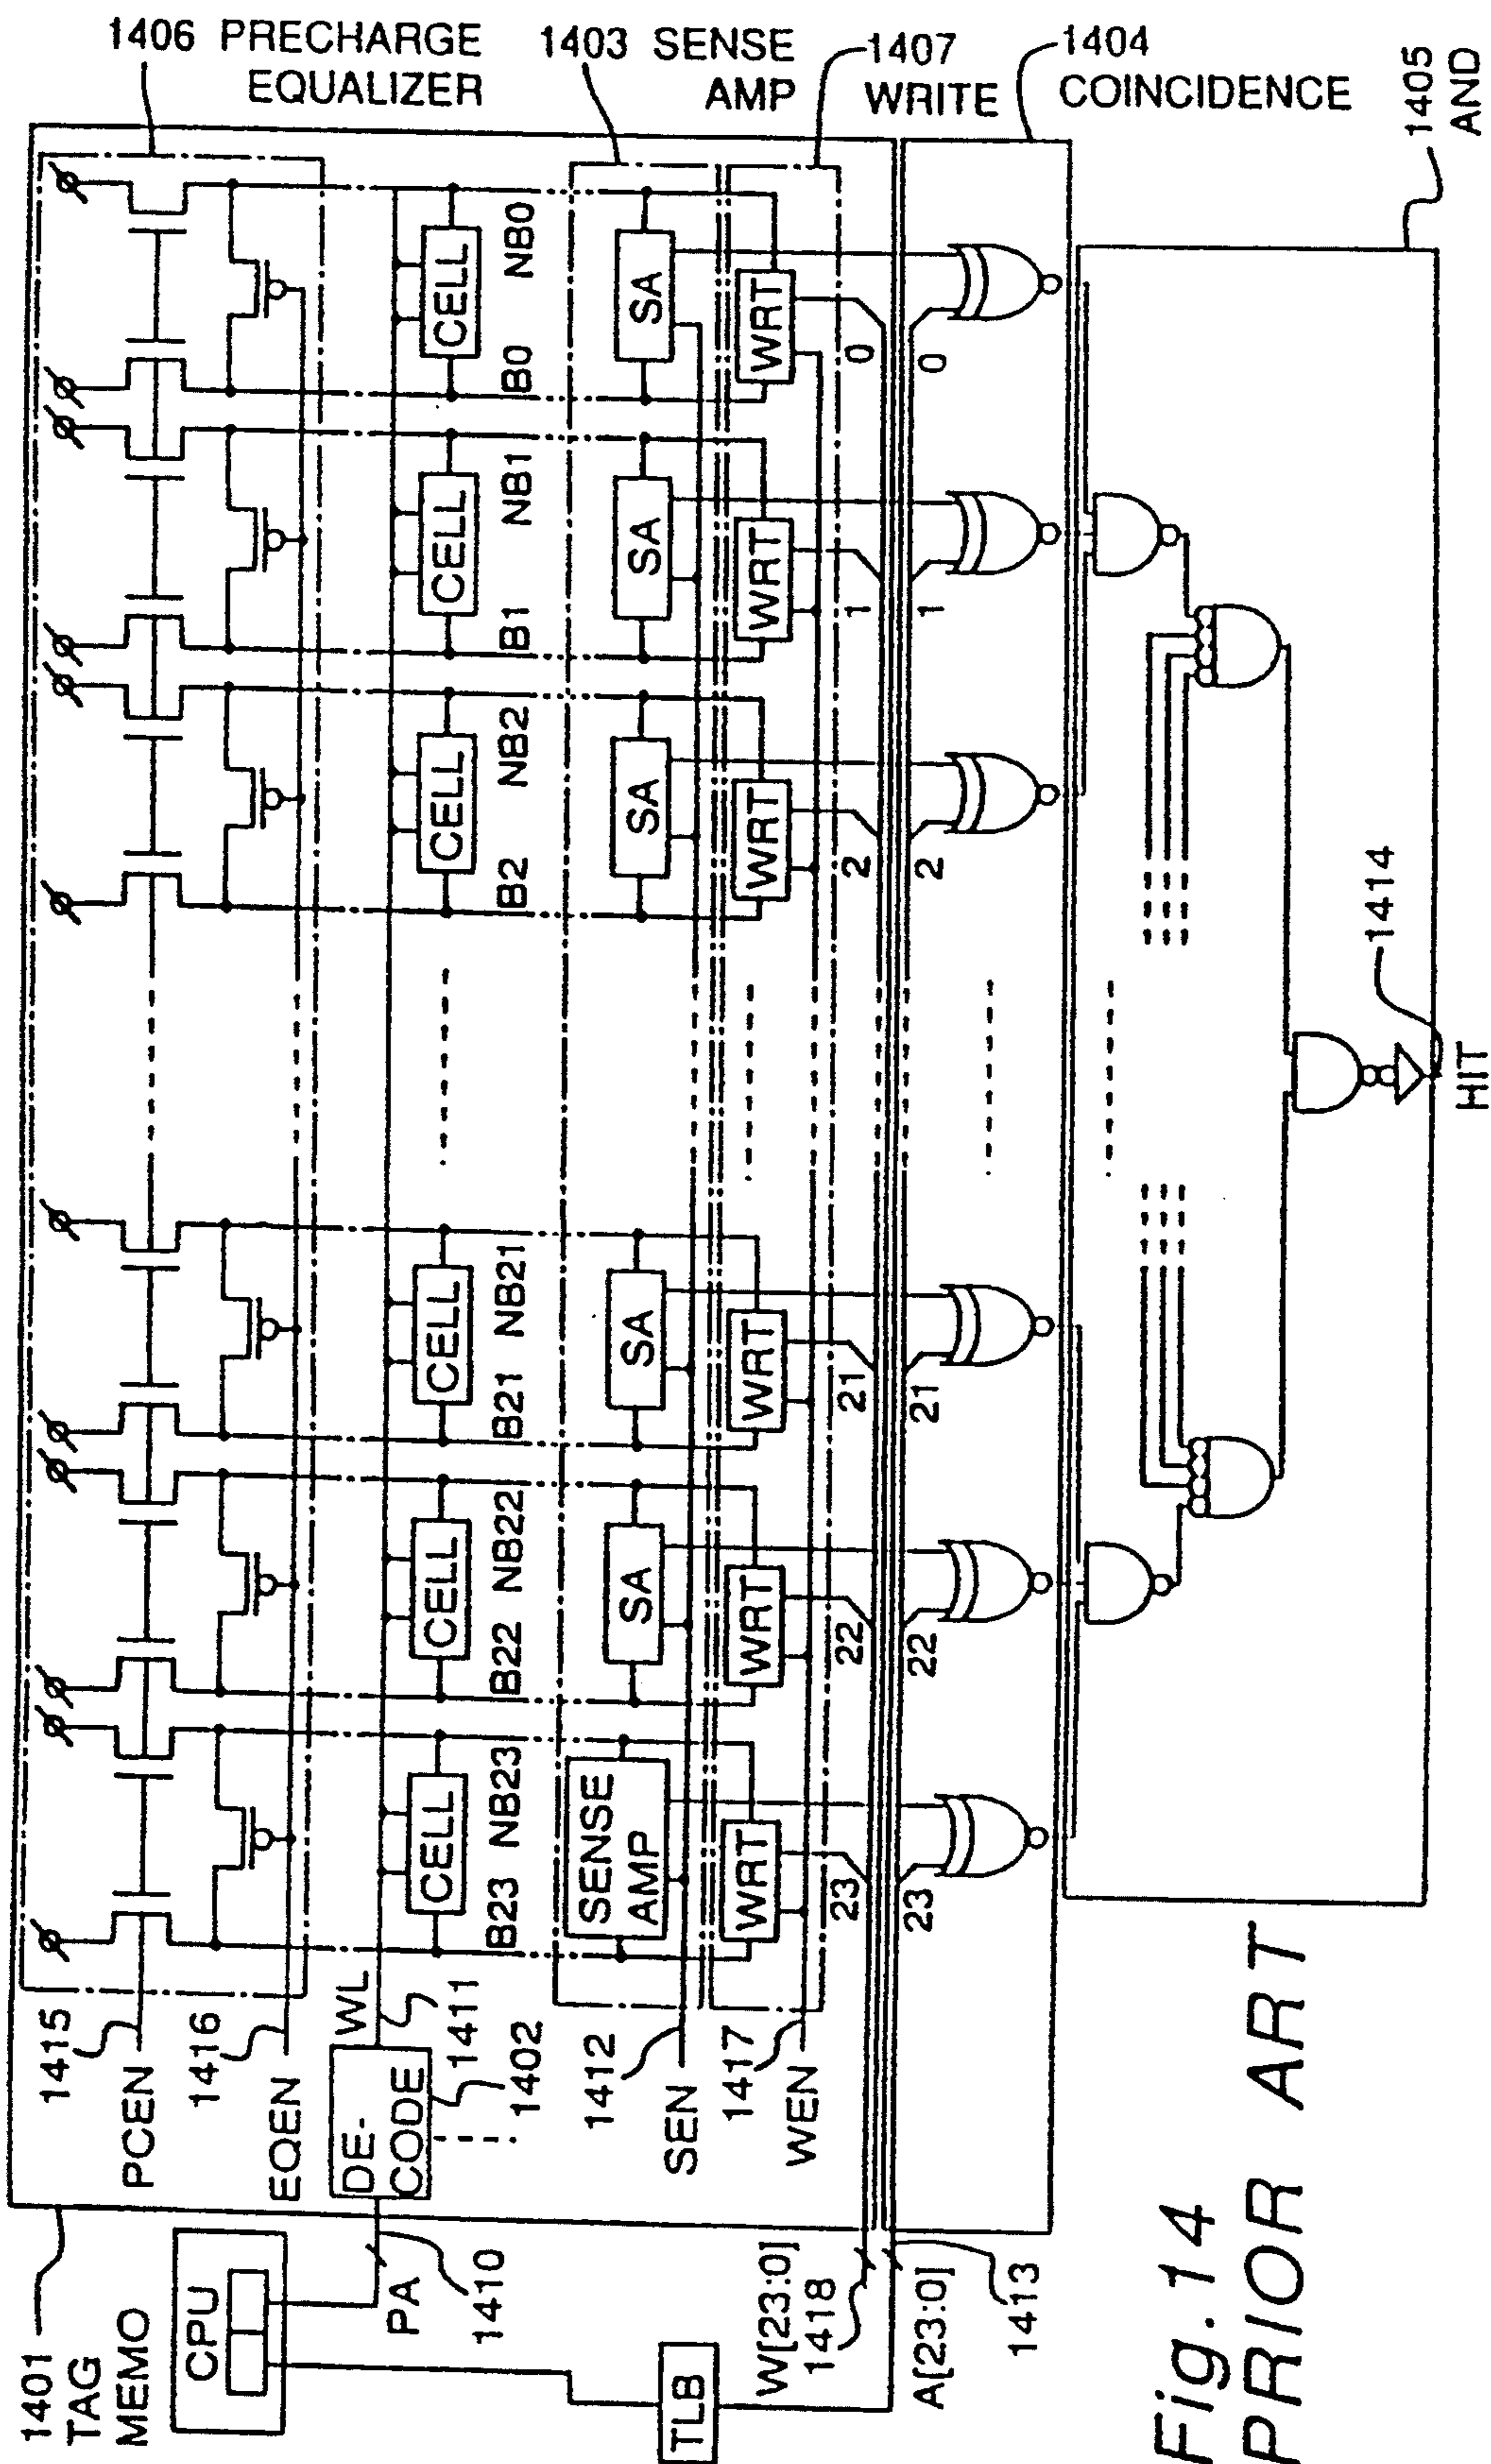 1406 PRECHARGE
EQUALIZER
1403 SENSE
AMP
1407
WRITE
1404
COINCIDENCE
1405
AND
1401
TAG
MEMO
CPU
PA
1410
TLB
1415
PCEN
1416
EQEN
DE-
CODE
WL
1411
1402
1412
SEN
1417
WEN
W[23:0]
1418
A[23:0]
1413
CELL
CELL
CELL
CELL
CELL
CELL
B23 NB23
B22 NB22
B21 NB21
B2 NB2
B1 NB1
B0 NB0
SENSE
AMP
SA
SA
SA
SA
SA
WRT
WRT
WRT
WRT
WRT
WRT
23
22
21
2
1
0
23
22
21
2
1
0
1414
HIT
Fig.14
PRIOR ART